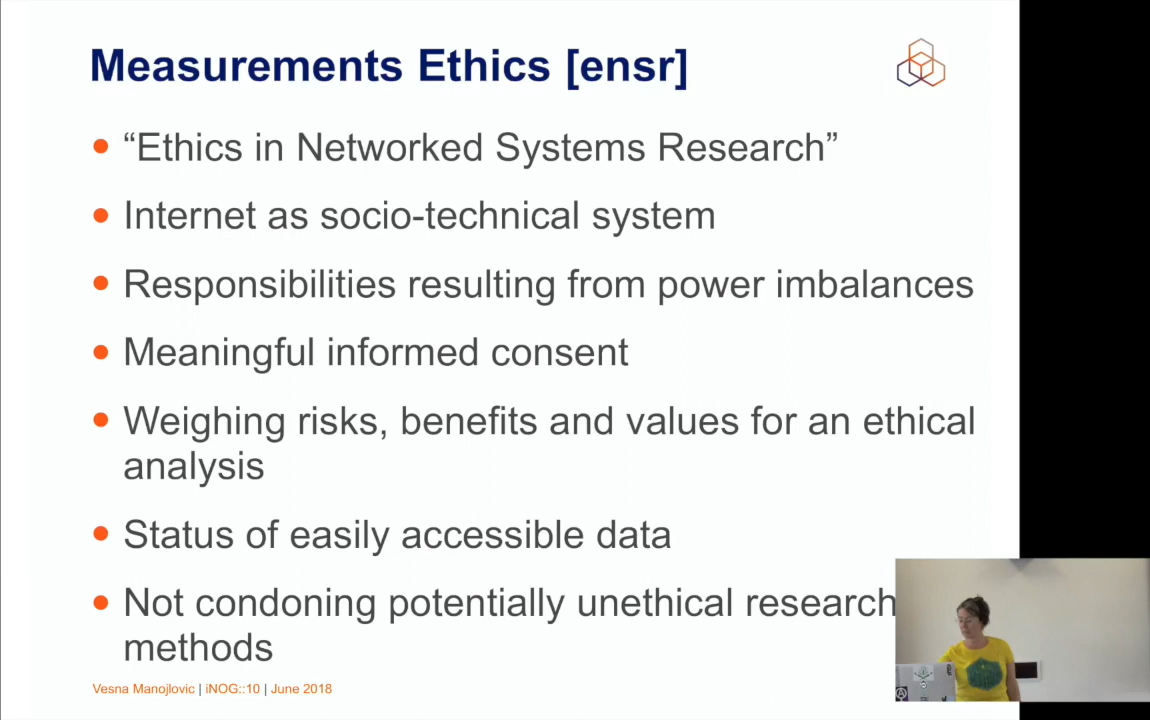 Measurements Ethics [ensr]
• “Ethics in Networked Systems Research”
• Internet as socio-technical system
• Responsibilities resulting from power imbalances
• Meaningful informed consent
• Weighing risks, benefits and values for an ethical
analysis
• Status of easily accessible data
• Not condoning potentially unethical research
methods
Vesna Manojlovic | iNOG::10 | June 2018